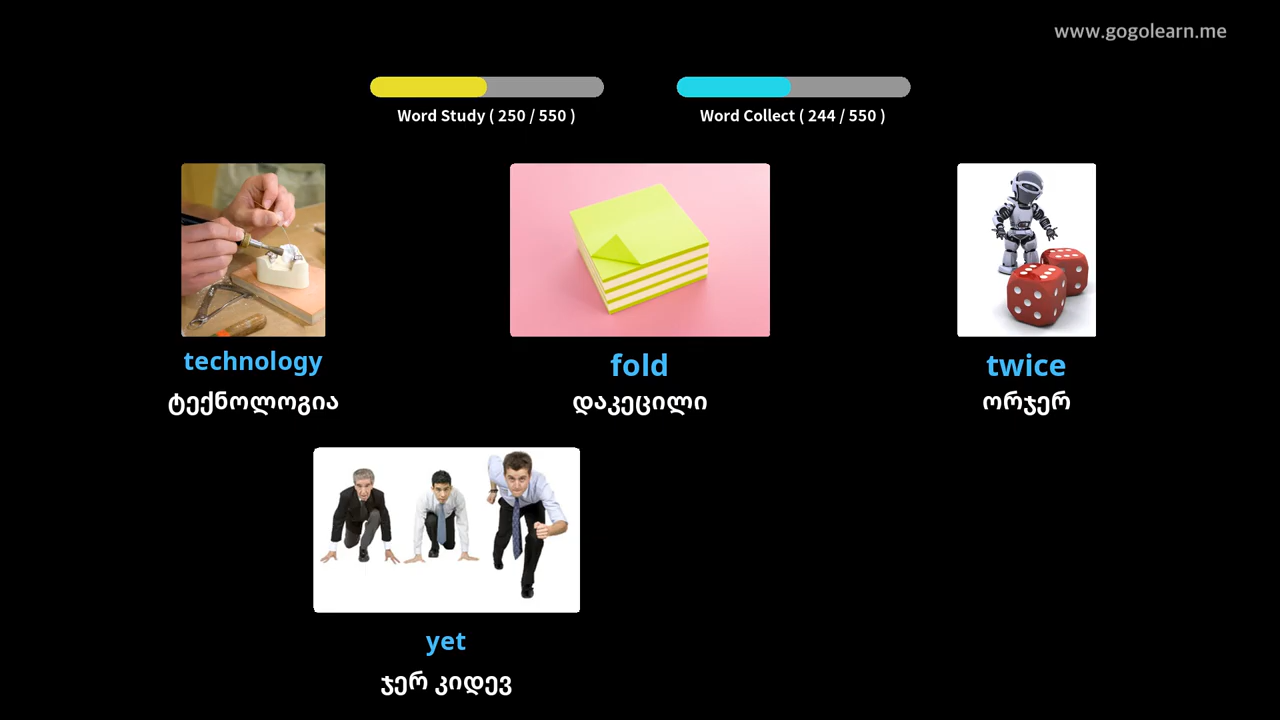 www.gogolearn.me
Word Study ( 250 / 550 )
Word Collect ( 244 / 550 )
technology
ტექნოლოგია
fold
დაკეცილი
twice
ორჯერ
yet
ჯერ კიდევ